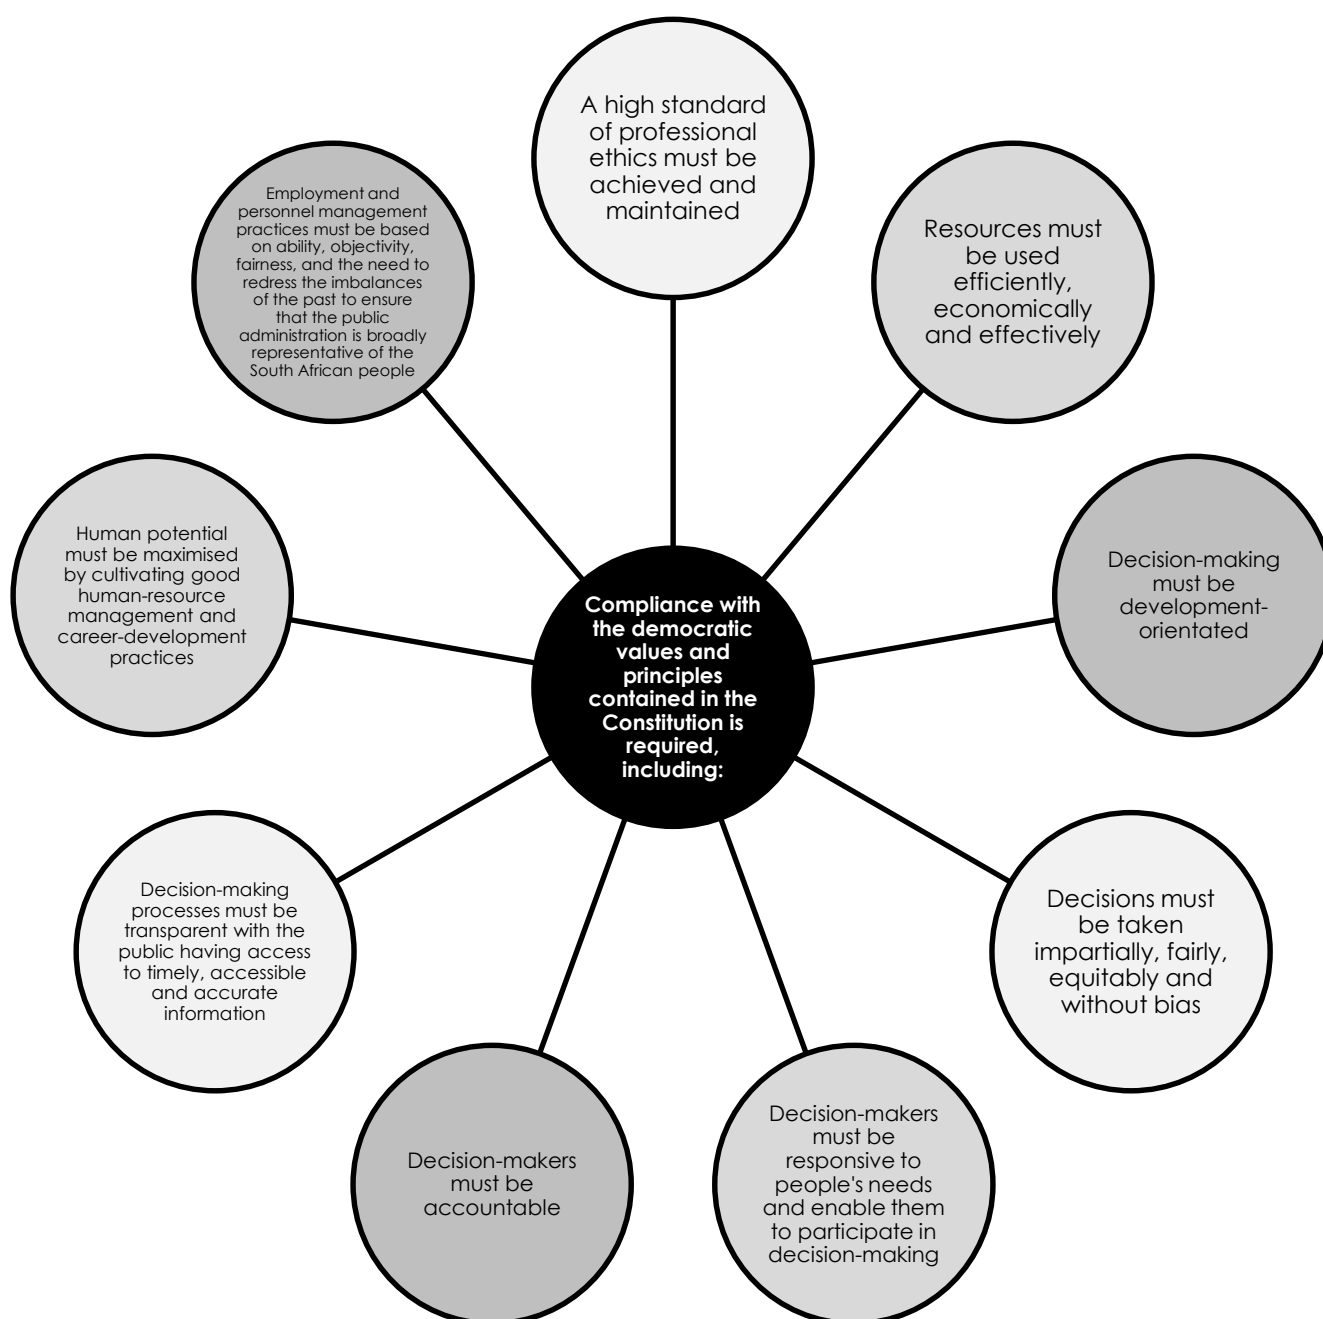 A high standard
of professional
ethics must be
achieved and
maintained
Resources must
be used
efficiently,
economically
and effectively
Decision-making
must be
development-
orientated
Decisions must
be taken
impartially, fairly,
equitably and
without bias
Decision-makers
must be
responsive to
people's needs
and enable them
to participate in
decision-making
Decision-makers
must be
accountable
Decision-making
processes must be
transparent with the
public having access
to timely, accessible
and accurate
information
Human potential
must be maximised
by cultivating good
human-resource
management and
career-development
practices
Employment and
personnel management
practices must be based
on ability, objectivity,
fairness, and the need to
redress the imbalances
of the past to ensure
that the public
administration is broadly
representative of the
South African people
Compliance with
the democratic
values and
principles
contained in the
Constitution is
required,
including: